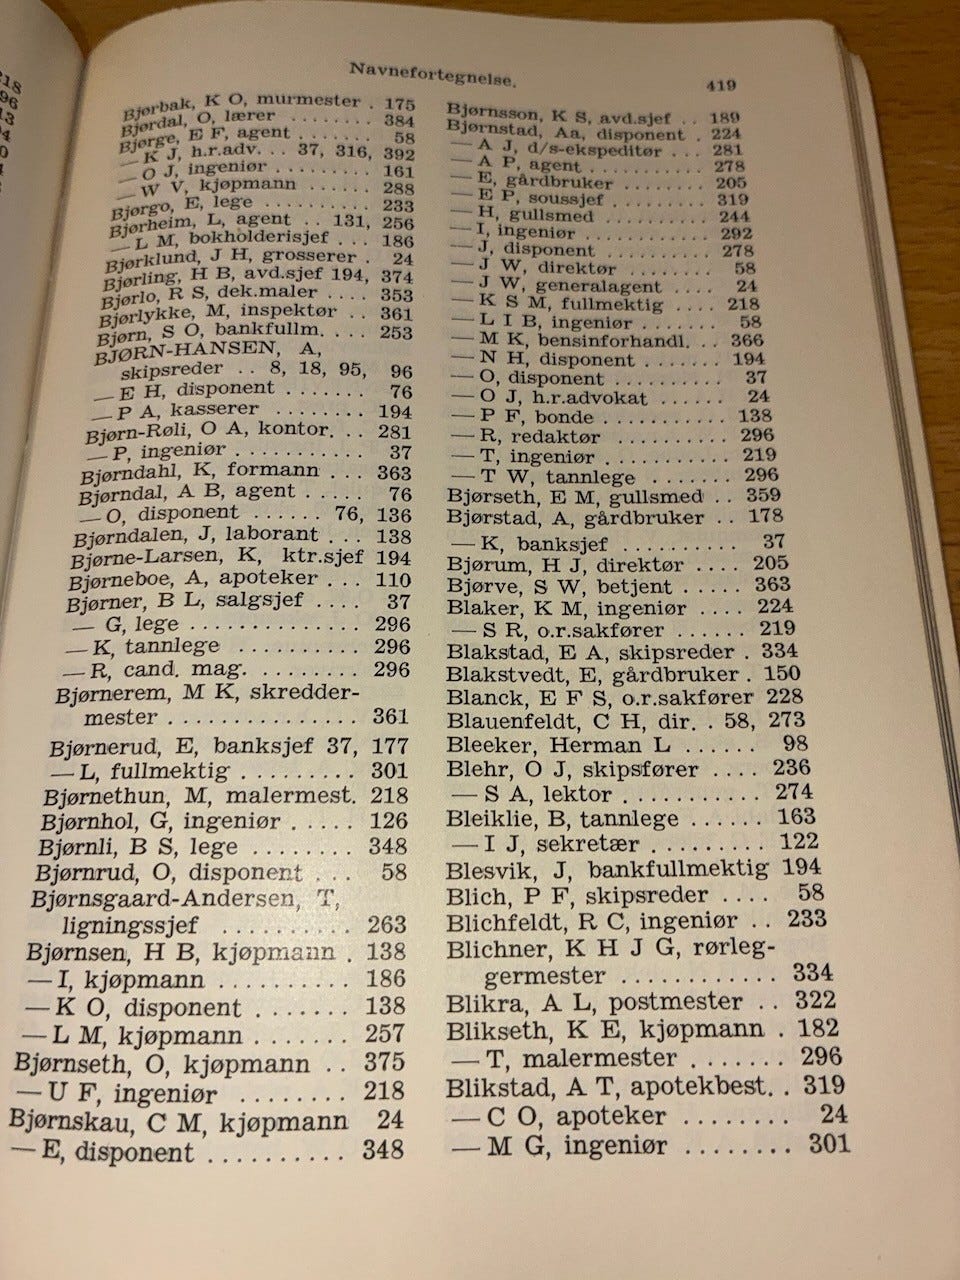 218
96
13
Navnefortegnelse.
419
Bjørbak, K O, murmester . 175
Bjørdal, O, lærer ........ 384
Bjørge, E F, agent ....... 58
— K J, h.r.adv. .. 37, 316, 392
— O J, ingeniør .......... 161
— W V, kjøpmann ...... 288
Bjørgo, E, lege .......... 233
Bjørheim, L, agent .. 131, 256
— L M, bokholderisjef ... 186
Bjørklund, J H, grosserer . 24
Bjørling, H B, avd.sjef 194, 374
Bjørlo, R S, dek.maler .... 353
Bjørlykke, M, inspektør .. 361
Bjørn, S O, bankfullm. ... 253
BJØRN-HANSEN, A,
skipsreder .. 8, 18, 95, 96
— E H, disponent ....... 76
— P A, kasserer ........ 194
Bjørn-Røli, O A, kontor. .. 281
— P, ingeniør ........... 37
Bjørndahl, K, formann ... 363
Bjørndal, A B, agent ..... 76
— O, disponent ...... 76, 136
Bjørndalen, J, laborant ... 138
Bjørne-Larsen, K, ktr.sjef 194
Bjørneboe, A, apoteker ... 110
Bjørner, B L, salgsjef .... 37
— G, lege .............. 296
— K, tannlege .......... 296
— R, cand. mag. ........ 296
Bjørnerem, M K, skredder-
mester ................ 361
Bjørnerud, E, banksjef 37, 177
— L, fullmektig ......... 301
Bjørnethun, M, malermest. 218
Bjørnhol, G, ingeniør ..... 126
Bjørnli, B S, lege ........ 348
Bjørnrud, O, disponent ... 58
Bjørnsgaard-Andersen, T,
ligningssjef .......... 263
Bjørnsen, H B, kjøpmann . 138
— I, kjøpmann .......... 186
— K O, disponent ....... 138
— L M, kjøpmann ....... 257
Bjørnseth, O, kjøpmann .. 375
— U F, ingeniør ........ 218
Bjørnskau, C M, kjøpmann 24
— E, disponent .......... 348
Bjørnsson, K S, avd.sjef .. 189
Bjørnstad, Aa, disponent . 224
— A J, d/s-ekspeditør ... 281
— A P, agent ............ 278
— E, gårdbruker ........ 205
— E P, soussjef ......... 319
— H, gullsmed .......... 244
— I, ingeniør ............ 292
— J, disponent .......... 278
— J W, direktør ........ 58
— J W, generalagent .... 24
— K S M, fullmektig .... 218
— L I B, ingeniør ....... 58
— M K, bensinforhandl. . 366
— N H, disponent ....... 194
— O, disponent .......... 37
— O J, h.r.advokat ...... 24
— P F, bonde ........... 138
— R, redaktør .......... 296
— T, ingeniør ........... 219
— T W, tannlege ....... 296
Bjørseth, E M, gullsmed .. 359
Bjørstad, A, gårdbruker .. 178
— K, banksjef .......... 37
Bjørum, H J, direktør .... 205
Bjørve, S W, betjent ..... 363
Blaker, K M, ingeniør .... 224
— S R, o.r.sakfører ...... 219
Blakstad, E A, skipsreder . 334
Blakstvedt, E, gårdbruker . 150
Blanck, E F S, o.r.sakfører 228
Blauenfeldt, C H, dir. . 58, 273
Bleeker, Herman L ...... 98
Blehr, O J, skipsfører .... 236
— S A, lektor ........... 274
Bleiklie, B, tannlege ...... 163
— I J, sekretær ......... 122
Blesvik, J, bankfullmektig 194
Blich, P F, skipsreder .... 58
Blichfeldt, R C, ingeniør .. 233
Blichner, K H J G, rørleg-
germester ............ 334
Blikra, A L, postmester .. 322
Blikseth, K E, kjøpmann . 182
— T, malermester ....... 296
Blikstad, A T, apotekbest. . 319
— C O, apoteker ........ 24
— M G, ingeniør ........ 301